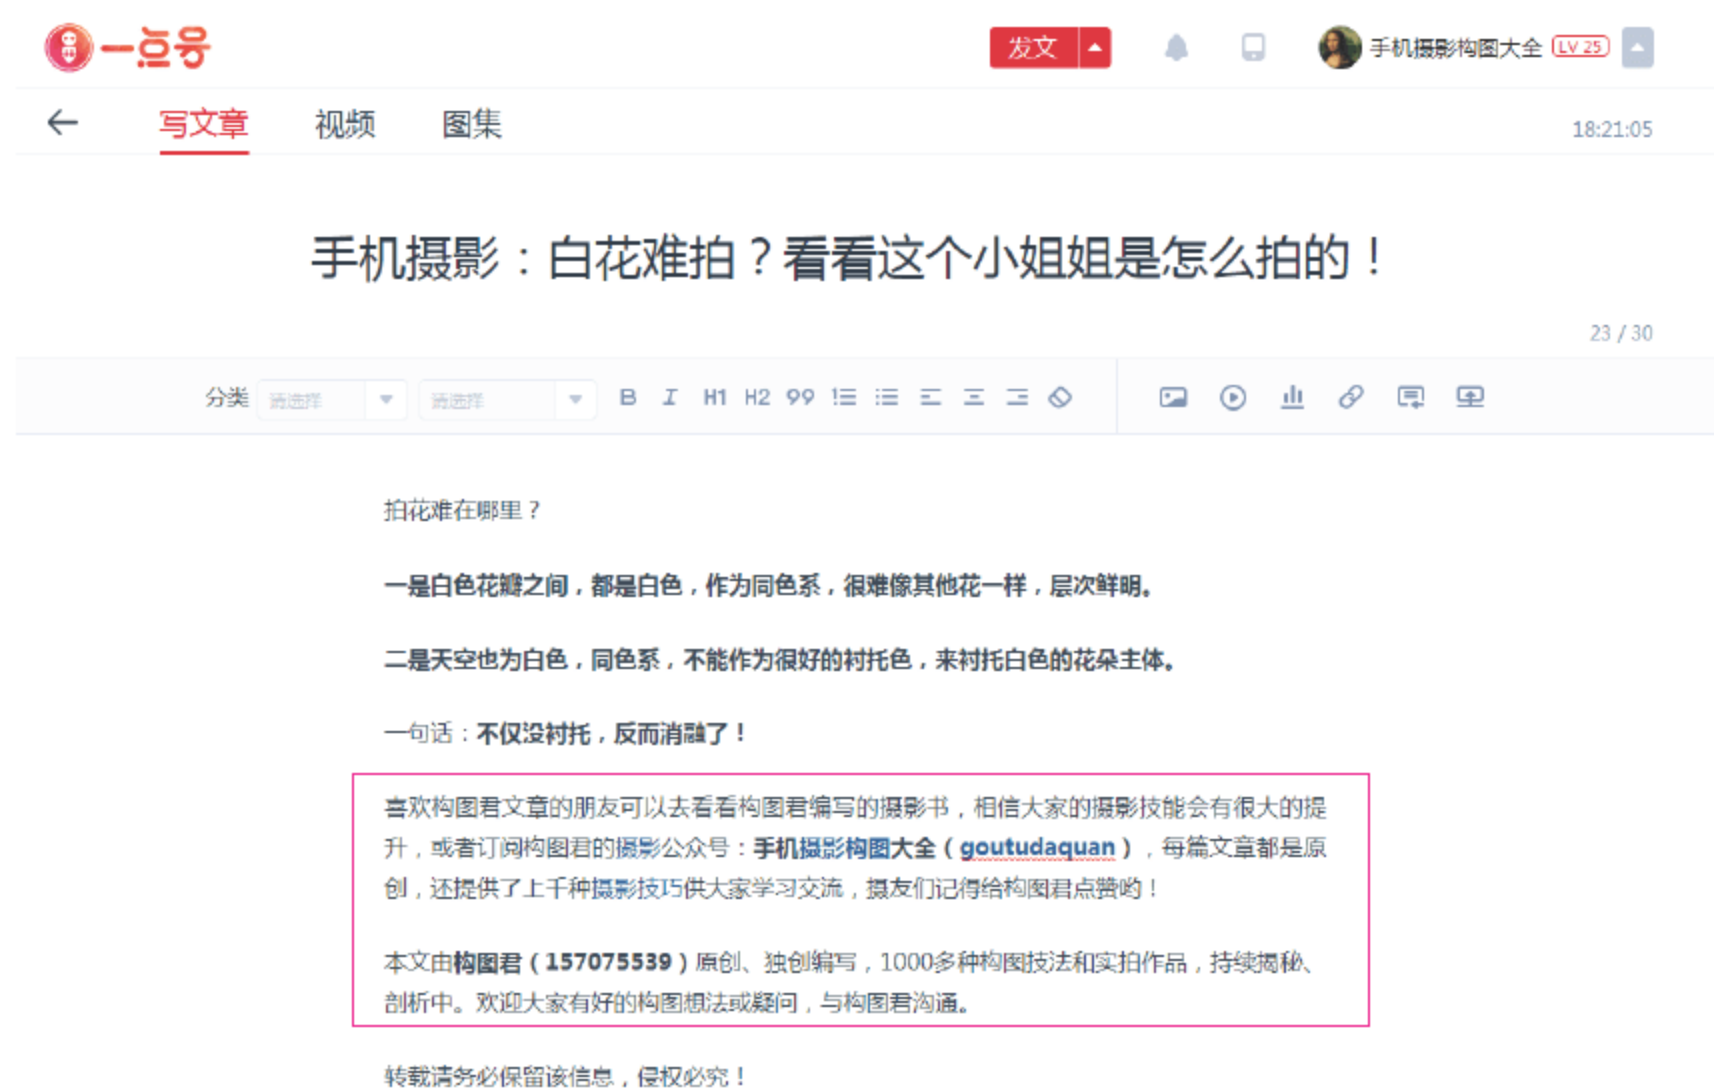 一点号
发文
手机摄影构图大全 LV 25
写文章 视频 图集
18:21:05
手机摄影：白花难拍？看看这个小姐姐是怎么拍的！
23 / 30
分类 请选择 请选择 B I H1 H2 99
拍花难在哪里？
一是白色花瓣之间，都是白色，作为同色系，很难像其他花一样，层次鲜明。
二是天空也为白色，同色系，不能作为很好的衬托色，来衬托白色的花朵主体。
一句话：不仅没衬托，反而消融了！
喜欢构图君文章的朋友可以去看看构图君编写的摄影书，相信大家的摄影技能会有很大的提
升，或者订阅构图君的摄影公众号：手机摄影构图大全（goutudaquan），每篇文章都是原
创，还提供了上千种摄影技巧供大家学习交流，摄友们记得给构图君点赞哟！
本文由构图君（157075539）原创、独创编写，1000多种构图技法和实拍作品，持续揭秘、
剖析中。欢迎大家有好的构图想法或疑问，与构图君沟通。
转载请务必保留该信息，侵权必究！